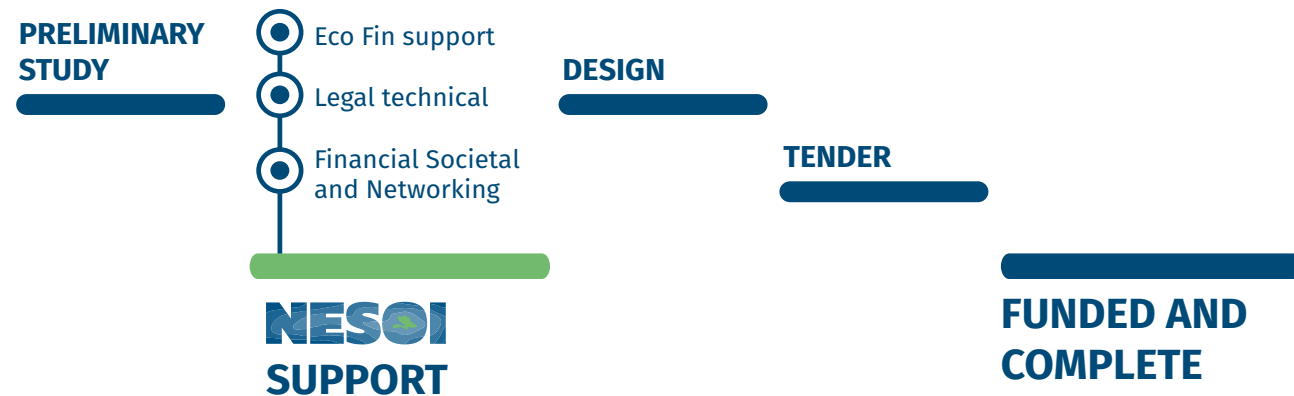 PRELIMINARY
STUDY
Eco Fin support
Legal technical
Financial Societal
and Networking
NESOI
SUPPORT
DESIGN
TENDER
FUNDED AND
COMPLETE